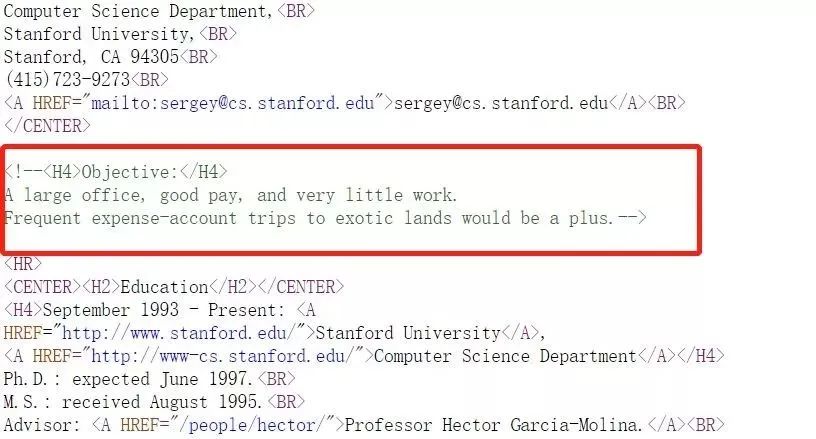 Computer Science Department,<BR>
Stanford University,<BR>
Stanford, CA 94305<BR>
(415)723-9273<BR>
<A HREF="mailto:sergey@cs.stanford.edu">sergey@cs.stanford.edu</A><BR>
</CENTER>
<!--<H4>Objective:</H4>
A large office, good pay, and very little work.
Frequent expense-account trips to exotic lands would be a plus.-->
<HR>
<CENTER><H2>Education</H2></CENTER>
<H4>September 1993 - Present: <A
HREF="http://www.stanford.edu/">Stanford University</A>,
<A HREF="http://www-cs.stanford.edu/">Computer Science Department</A></H4>
Ph.D.: expected June 1997.<BR>
M.S.: received August 1995.<BR>
Advisor: <A HREF="/people/hector/">Professor Hector Garcia-Molina.</A><BR>